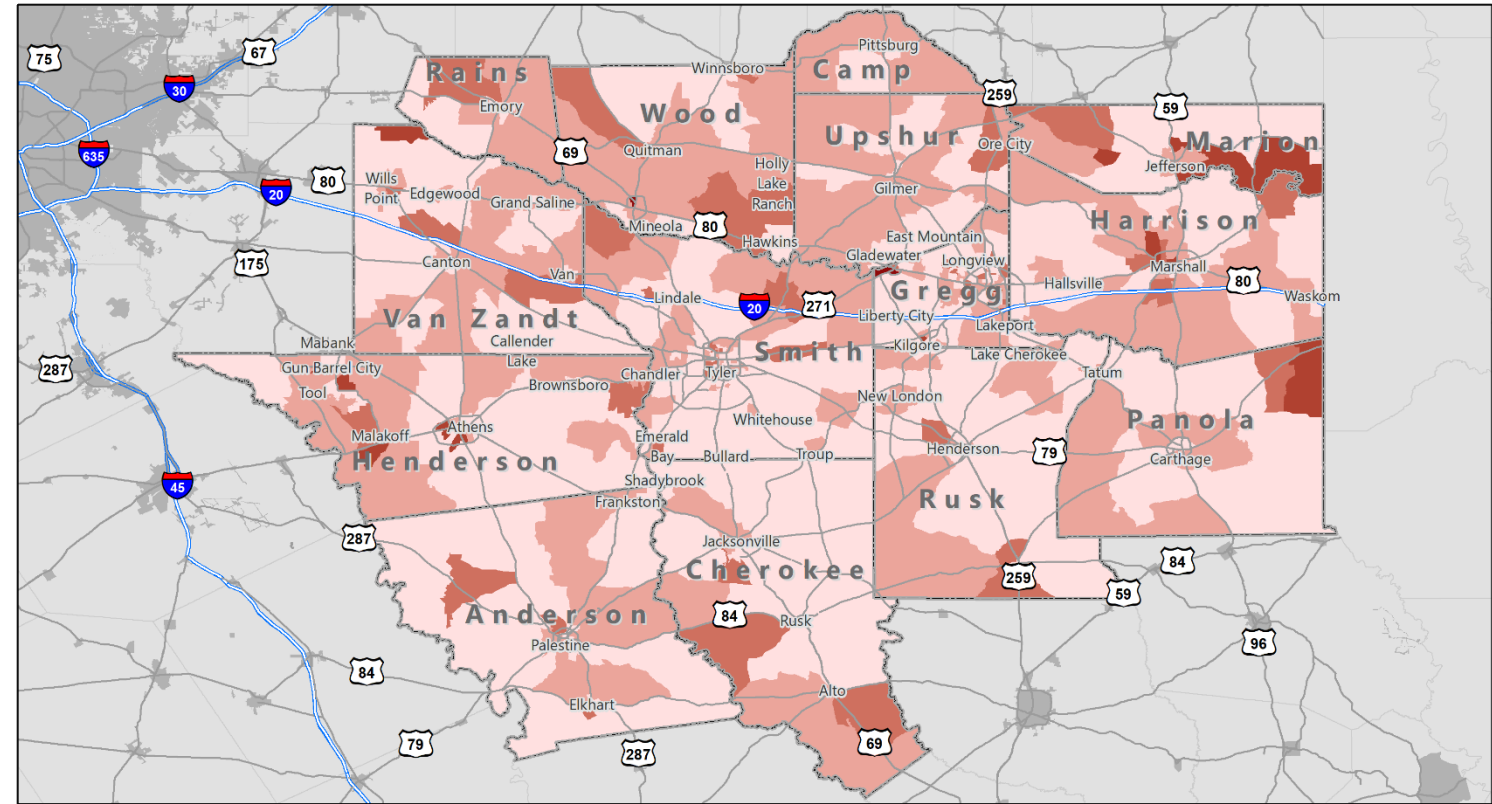 75
67
30
635
80
20
175
287
45
287
84
79
287
Rains
Emory
Winnsboro
Pittsburg
Camp
Wood
69
Quitman
Holly
Lake
Ranch
Mineola
80
Hawkins
259
Upshur
Ore City
Gilmer
East Mountain
Gladewater
Longview
59
Marion
Jefferson
Harrison
Marshall
Hallsville
80
Waskom
Wills
Point
Edgewood
Grand Saline
Canton
Van
Van Zandt
Callender
Lake
Mabank
Gun Barrel City
Tool
Brownsboro
Malakoff
Athens
Henderson
Lindale
20
271
Smith
Chandler
Tyler
Whitehouse
Emerald
Bay
Bullard
Troup
Shadybrook
Frankston
Gregg
Liberty City
Lakeport
Kilgore
Lake Cherokee
Tatum
New London
Henderson
79
Rusk
259
59
Panola
Carthage
84
96
Jacksonville
Cherokee
84
Rusk
Alto
69
Anderson
Palestine
Elkhart